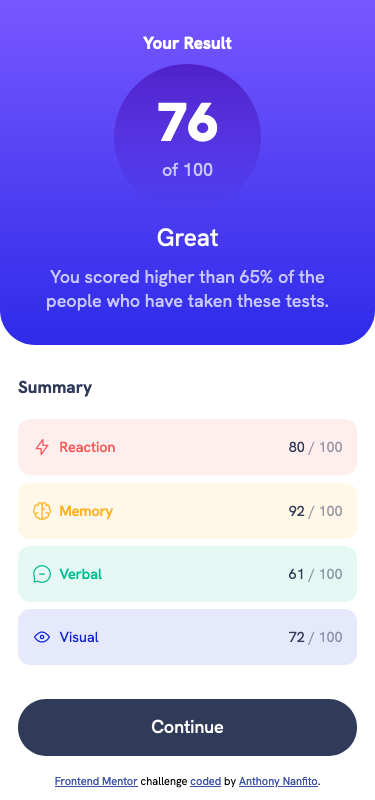 Your Result
76
of 100
Great
You scored higher than 65% of the
people who have taken these tests.
Summary
Reaction 80 / 100
Memory 92 / 100
Verbal 61 / 100
Visual 72 / 100
Continue
Frontend Mentor challenge coded by Anthony Nanfito.